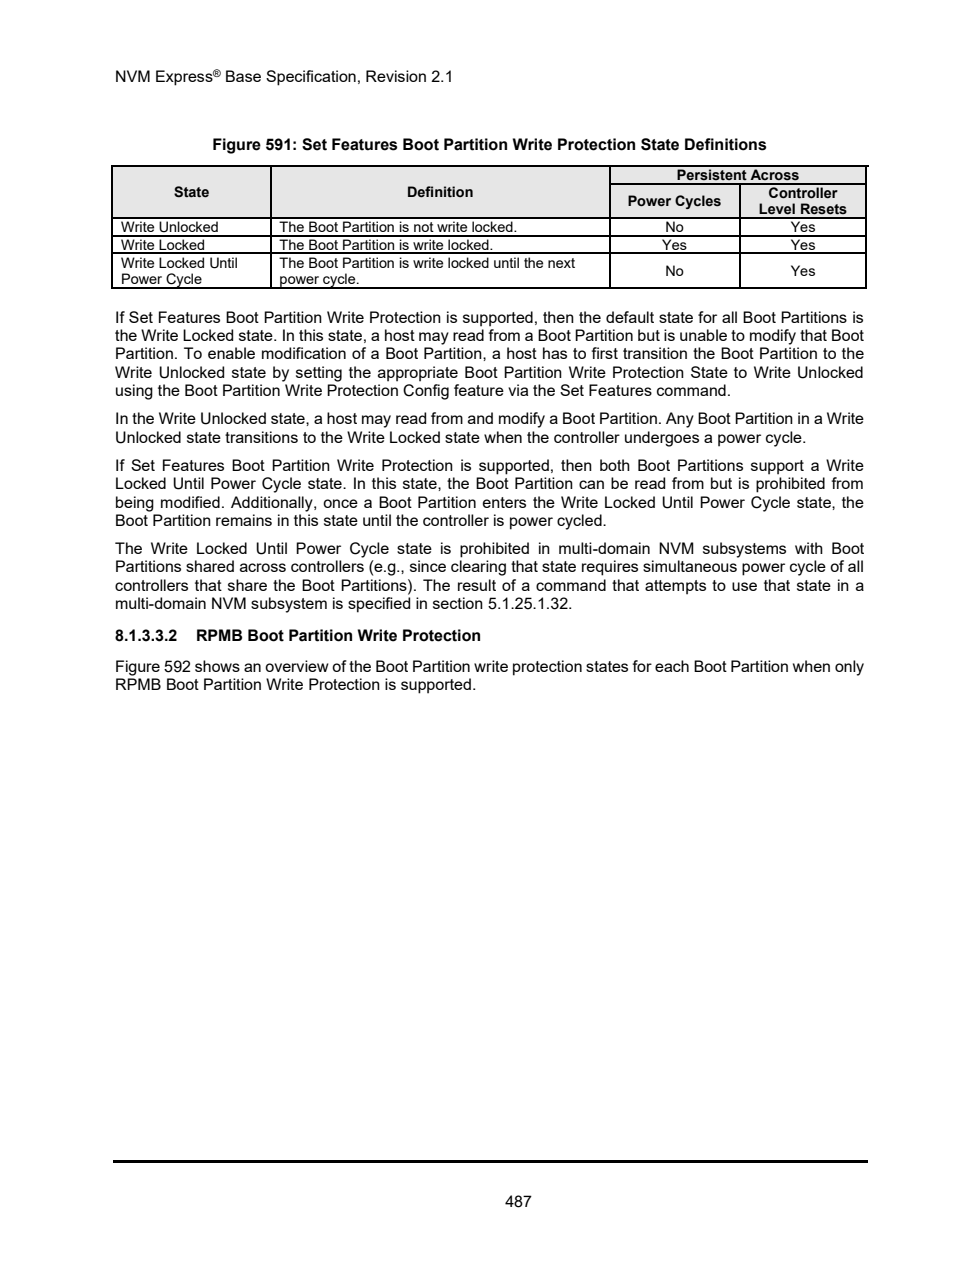 NVM Express® Base Specification, Revision 2.1
Figure 591: Set Features Boot Partition Write Protection State Definitions
State Definition Persistent Across
Power Cycles Controller Level Resets
Write Unlocked The Boot Partition is not write locked. No Yes
Write Locked The Boot Partition is write locked. Yes Yes
Write Locked Until Power Cycle The Boot Partition is write locked until the next power cycle. No Yes
If Set Features Boot Partition Write Protection is supported, then the default state for all Boot Partitions is
the Write Locked state. In this state, a host may read from a Boot Partition but is unable to modify that Boot
Partition. To enable modification of a Boot Partition, a host has to first transition the Boot Partition to the
Write Unlocked state by setting the appropriate Boot Partition Write Protection State to Write Unlocked
using the Boot Partition Write Protection Config feature via the Set Features command.
In the Write Unlocked state, a host may read from and modify a Boot Partition. Any Boot Partition in a Write
Unlocked state transitions to the Write Locked state when the controller undergoes a power cycle.
If Set Features Boot Partition Write Protection is supported, then both Boot Partitions support a Write
Locked Until Power Cycle state. In this state, the Boot Partition can be read from but is prohibited from
being modified. Additionally, once a Boot Partition enters the Write Locked Until Power Cycle state, the
Boot Partition remains in this state until the controller is power cycled.
The Write Locked Until Power Cycle state is prohibited in multi-domain NVM subsystems with Boot
Partitions shared across controllers (e.g., since clearing that state requires simultaneous power cycle of all
controllers that share the Boot Partitions). The result of a command that attempts to use that state in a
multi-domain NVM subsystem is specified in section 5.1.25.1.32.
8.1.3.3.2 RPMB Boot Partition Write Protection
Figure 592 shows an overview of the Boot Partition write protection states for each Boot Partition when only
RPMB Boot Partition Write Protection is supported.
487